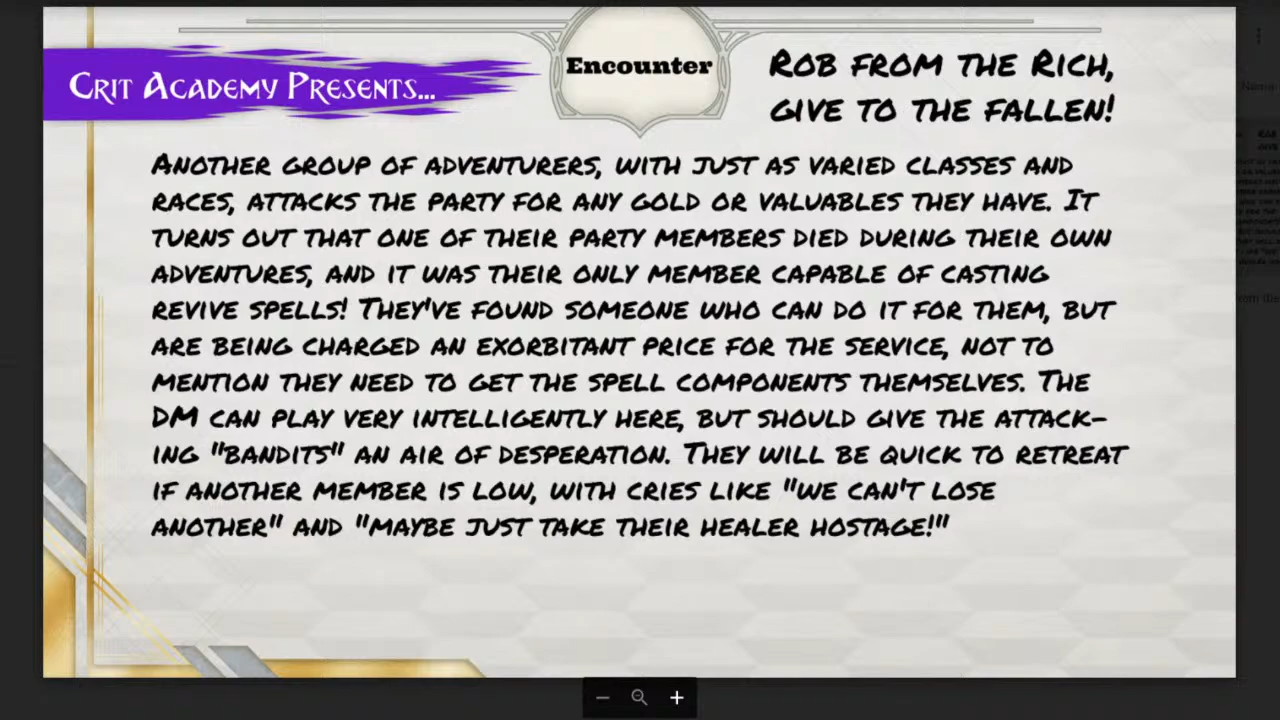 Crit Academy Presents...
Encounter
Rob from the Rich,
give to the fallen!
Another group of adventurers, with just as varied classes and
races, attacks the party for any gold or valuables they have. It
turns out that one of their party members died during their own
adventures, and it was their only member capable of casting
revive spells! They've found someone who can do it for them, but
are being charged an exorbitant price for the service, not to
mention they need to get the spell components themselves. The
DM can play very intelligently here, but should give the attack-
ing "bandits" an air of desperation. They will be quick to retreat
if another member is low, with cries like "we can't lose
another" and "maybe just take their healer hostage!"